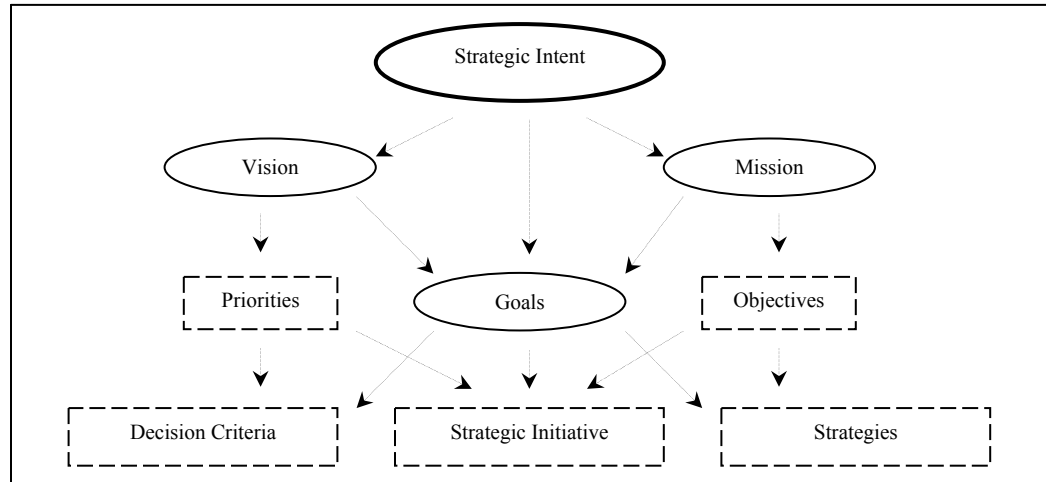 Strategic Intent
Vision
Mission
Priorities
Goals
Objectives
Decision Criteria
Strategic Initiative
Strategies